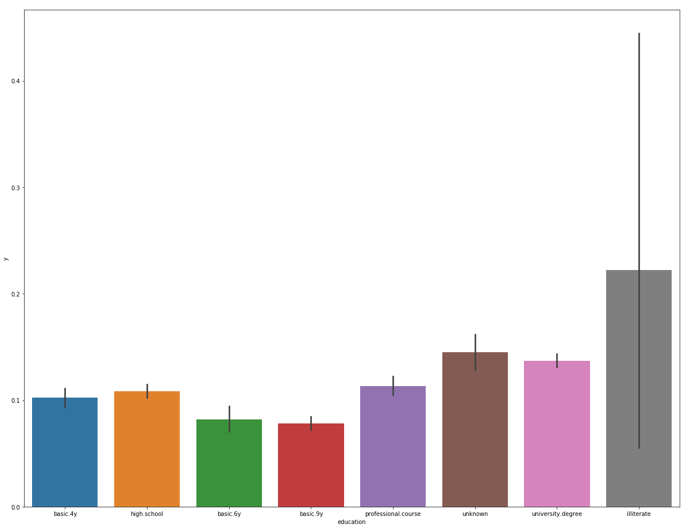 0.4
0.3
y
0.2
0.1
0.0
basic.4y high.school basic.6y basic.9y professional.course unknown university.degree illiterate
education